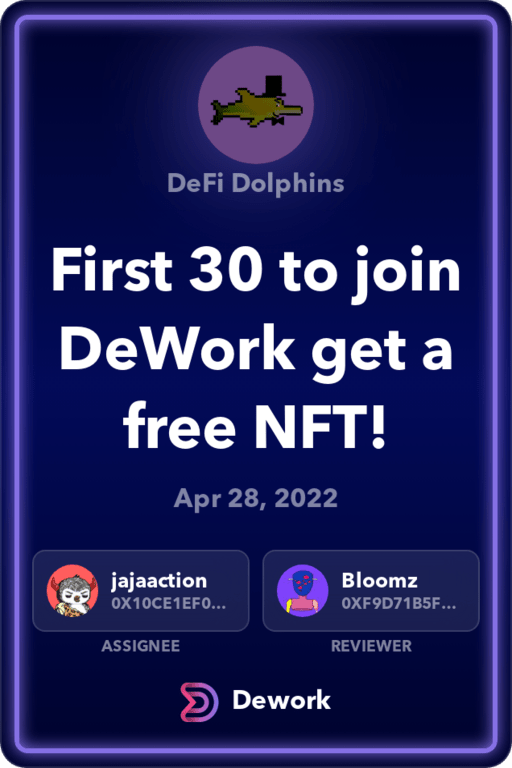 DeFi Dolphins
First 30 to join
DeWork get a
free NFT!
Apr 28, 2022
jajaaction
0X10CE1EF0...
Bloomz
0XF9D71B5F...
ASSIGNEE
REVIEWER
Dework